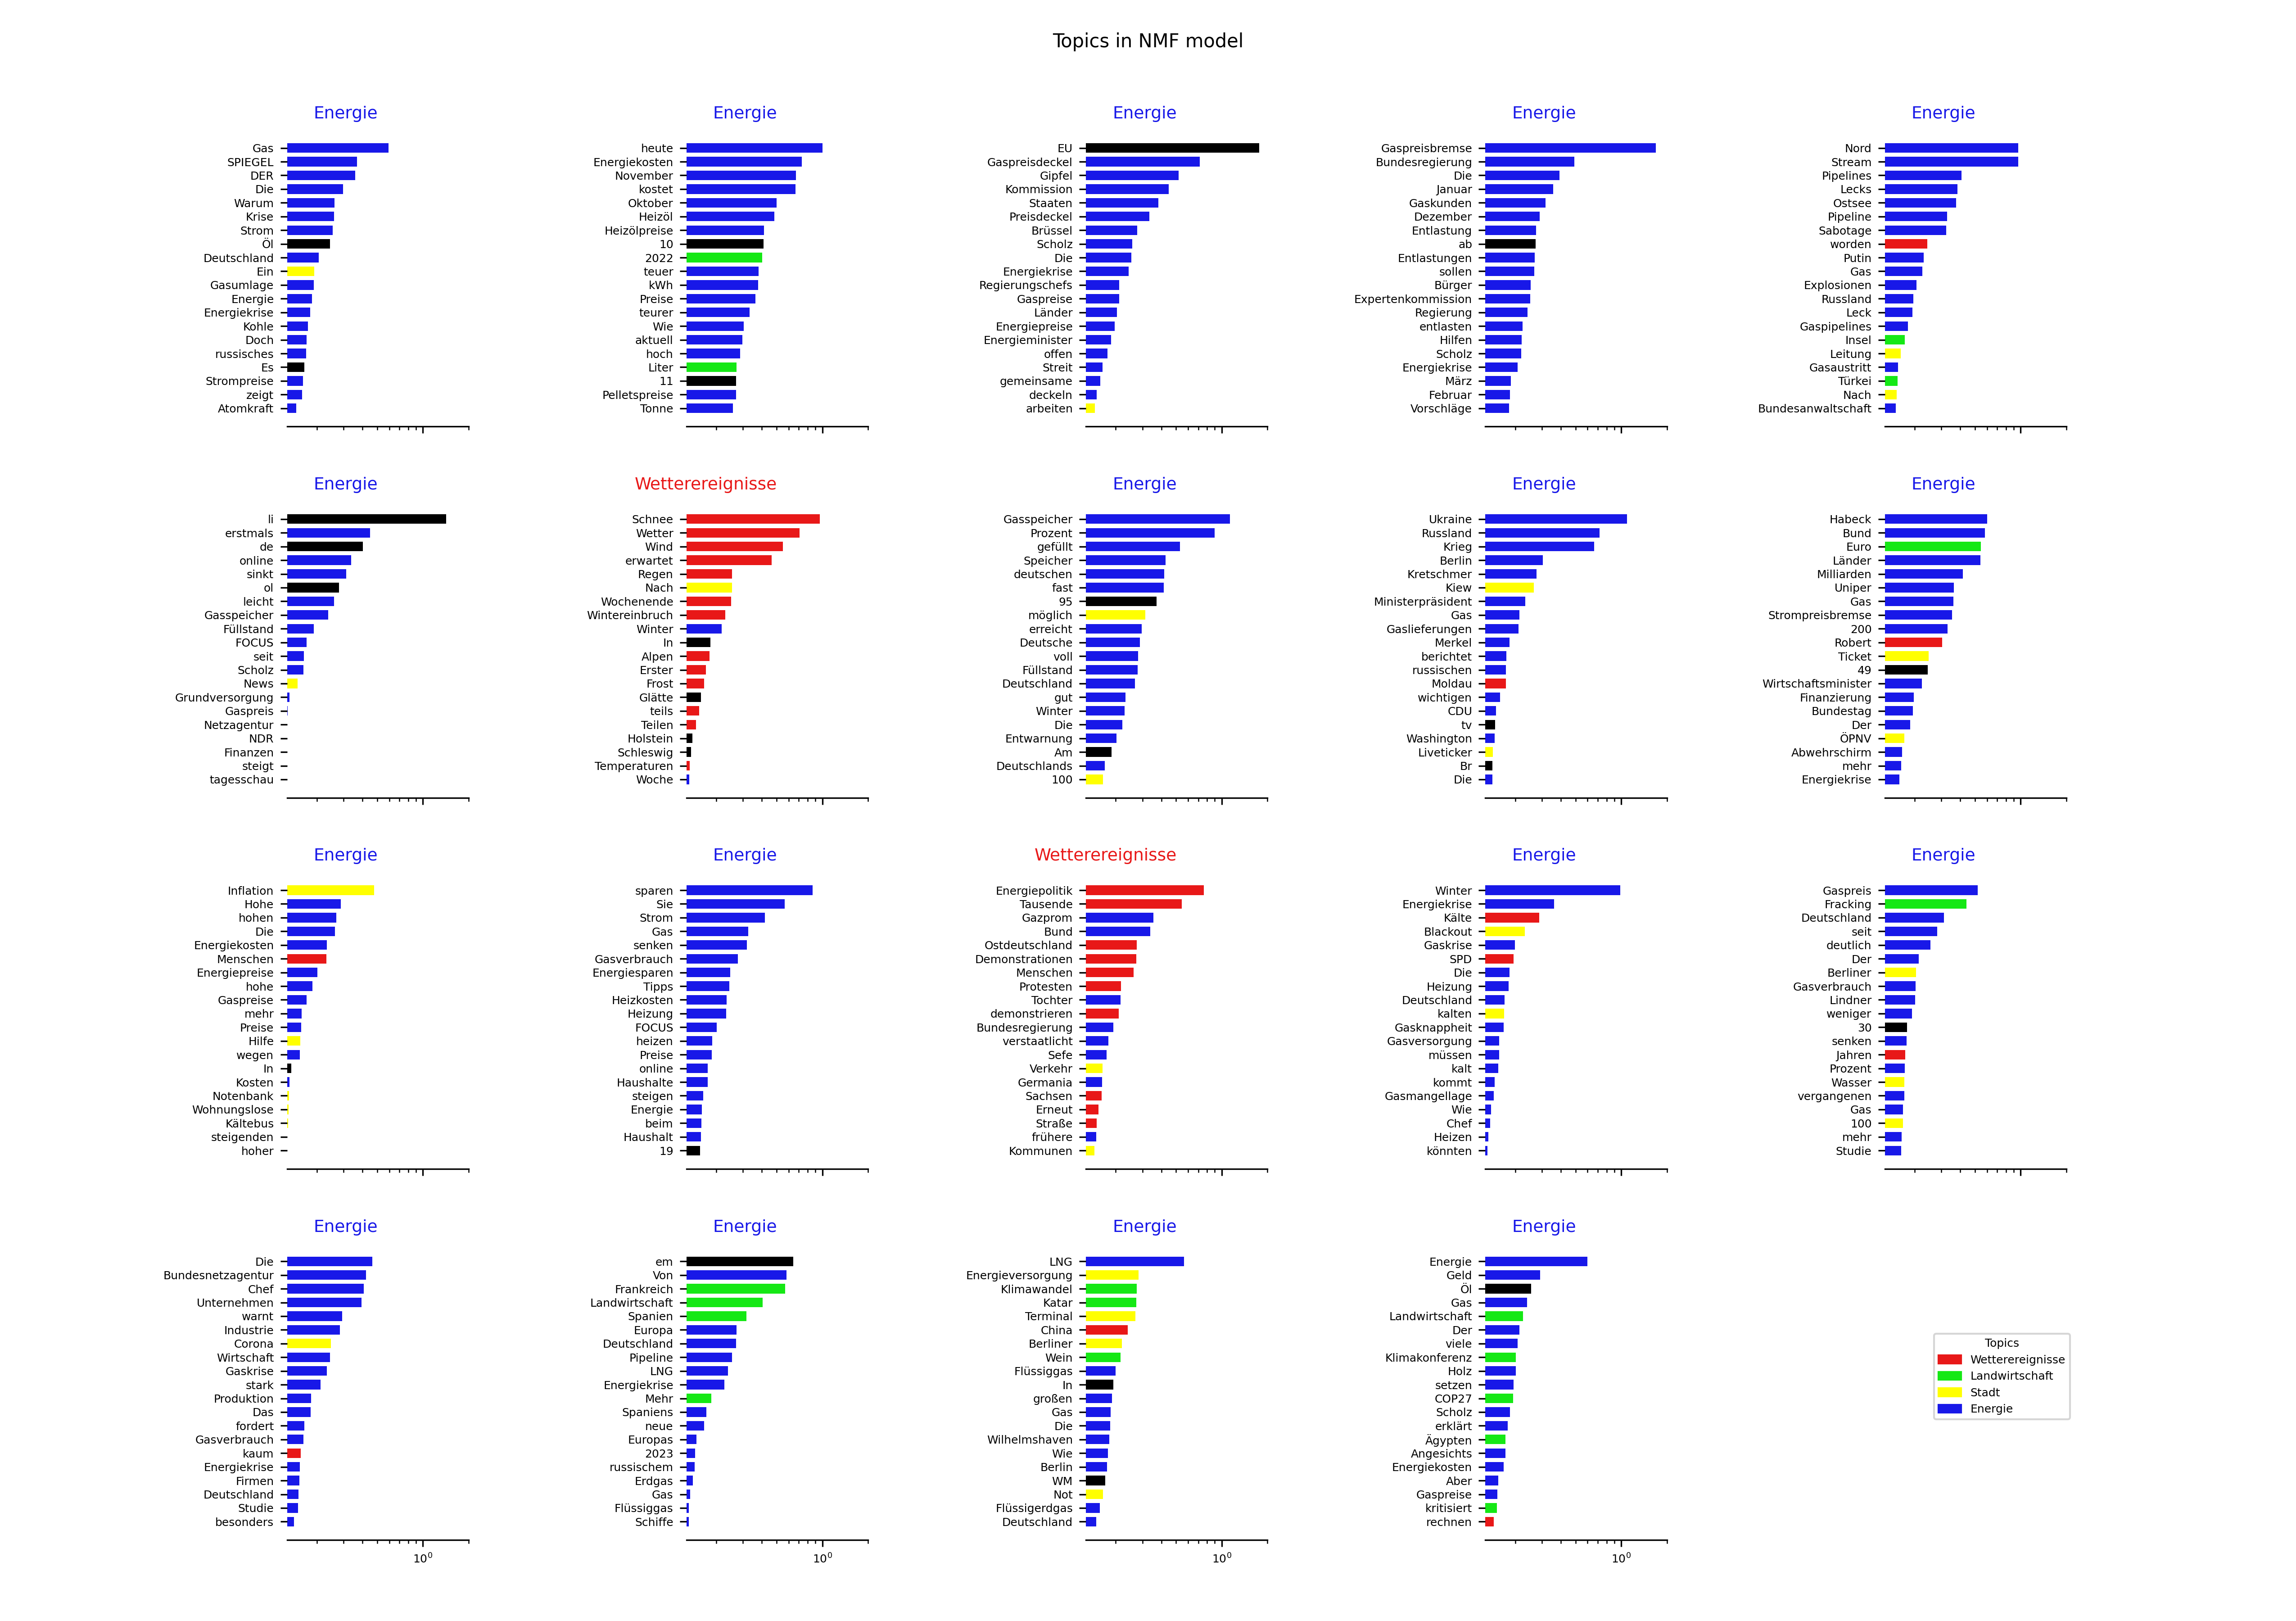 Topics in NMF model
Energie
Gas
SPIEGEL
DER
Die
Warum
Krise
Strom
Öl
Deutschland
Ein
Gasumlage
Energie
Energiekrise
Kohle
Doch
russisches
Es
Strompreise
zeigt
Atomkraft
Energie
heute
Energiekosten
November
kostet
Oktober
Heizöl
Heizölpreise
10
2022
teuer
kWh
Preise
teurer
Wie
aktuell
hoch
Liter
11
Pelletspreise
Tonne
Energie
EU
Gaspreisdeckel
Gipfel
Kommission
Staaten
Preisdeckel
Brüssel
Scholz
Die
Energiekrise
Regierungschefs
Gaspreise
Länder
Energiepreise
Energieminister
offen
Streit
gemeinsame
deckeln
arbeiten
Energie
Gaspreisbremse
Bundesregierung
Die
Januar
Gaskunden
Dezember
Entlastung
ab
Entlastungen
sollen
Bürger
Expertenkommission
Regierung
entlasten
Hilfen
Scholz
Energiekrise
März
Februar
Vorschläge
Energie
Nord
Stream
Pipelines
Lecks
Ostsee
Pipeline
Sabotage
worden
Putin
Gas
Explosionen
Russland
Leck
Gaspipelines
Insel
Leitung
Gasaustritt
Türkei
Nach
Bundesanwaltschaft
Energie
li
erstmals
de
online
sinkt
ol
leicht
Gasspeicher
Füllstand
FOCUS
seit
Scholz
News
Grundversorgung
Gaspreis
Netzagentur
NDR
Finanzen
steigt
tagesschau
Wetterereignisse
Schnee
Wetter
Wind
erwartet
Regen
Nach
Wochenende
Wintereinbruch
Winter
In
Alpen
Erster
Frost
Glätte
teils
Teilen
Holstein
Schleswig
Temperaturen
Woche
Energie
Gasspeicher
Prozent
gefüllt
Speicher
deutschen
fast
95
möglich
erreicht
Deutsche
voll
Füllstand
Deutschland
gut
Winter
Die
Entwarnung
Am
Deutschlands
100
Energie
Ukraine
Russland
Krieg
Berlin
Kretschmer
Kiew
Ministerpräsident
Gas
Gaslieferungen
Merkel
berichtet
russischen
Moldau
wichtigen
CDU
tv
Washington
Liveticker
Br
Die
Energie
Habeck
Bund
Euro
Länder
Milliarden
Uniper
Gas
Strompreisbremse
200
Robert
Ticket
49
Wirtschaftsminister
Finanzierung
Bundestag
Der
ÖPNV
Abwehrschirm
mehr
Energiekrise
Energie
Inflation
Hohe
hohen
Die
Energiekosten
Menschen
Energiepreise
hohe
Gaspreise
mehr
Preise
Hilfe
wegen
In
Kosten
Notenbank
Wohnungslose
Kältebus
steigenden
hoher
Energie
sparen
Sie
Strom
Gas
senken
Gasverbrauch
Energiesparen
Tipps
Heizkosten
Heizung
FOCUS
heizen
Preise
online
Haushalte
steigen
Energie
beim
Haushalt
19
Wetterereignisse
Energiepolitik
Tausende
Gazprom
Bund
Ostdeutschland
Demonstrationen
Menschen
Protesten
Tochter
demonstrieren
Bundesregierung
verstaatlicht
Sefe
Verkehr
Germania
Sachsen
Erneut
Straße
frühere
Kommunen
Energie
Winter
Energiekrise
Kälte
Blackout
Gaskrise
SPD
Die
Heizung
Deutschland
kalten
Gasknappheit
Gasversorgung
müssen
kalt
kommt
Gasmangellage
Wie
Chef
Heizen
könnten
Energie
Gaspreis
Fracking
Deutschland
seit
deutlich
Der
Berliner
Gasverbrauch
Lindner
weniger
30
senken
Jahren
Prozent
Wasser
vergangenen
Gas
100
mehr
Studie
Energie
Die
Bundesnetzagentur
Chef
Unternehmen
warnt
Industrie
Corona
Wirtschaft
Gaskrise
stark
Produktion
Das
fordert
Gasverbrauch
kaum
Energiekrise
Firmen
Deutschland
Studie
besonders
10⁰
Energie
em
Von
Frankreich
Landwirtschaft
Spanien
Europa
Deutschland
Pipeline
LNG
Energiekrise
Mehr
Spaniens
neue
Europas
2023
russischem
Erdgas
Gas
Flüssiggas
Schiffe
10⁰
Energie
LNG
Energieversorgung
Klimawandel
Katar
Terminal
China
Berliner
Wein
Flüssiggas
In
großen
Gas
Die
Wilhelmshaven
Wie
Berlin
WM
Not
Flüssigerdgas
Deutschland
10⁰
Energie
Energie
Geld
Öl
Gas
Landwirtschaft
Der
viele
Klimakonferenz
Holz
setzen
COP27
Scholz
erklärt
Ägypten
Angesichts
Energiekosten
Aber
Gaspreise
kritisiert
rechnen
10⁰
Topics
Wetterereignisse
Landwirtschaft
Stadt
Energie